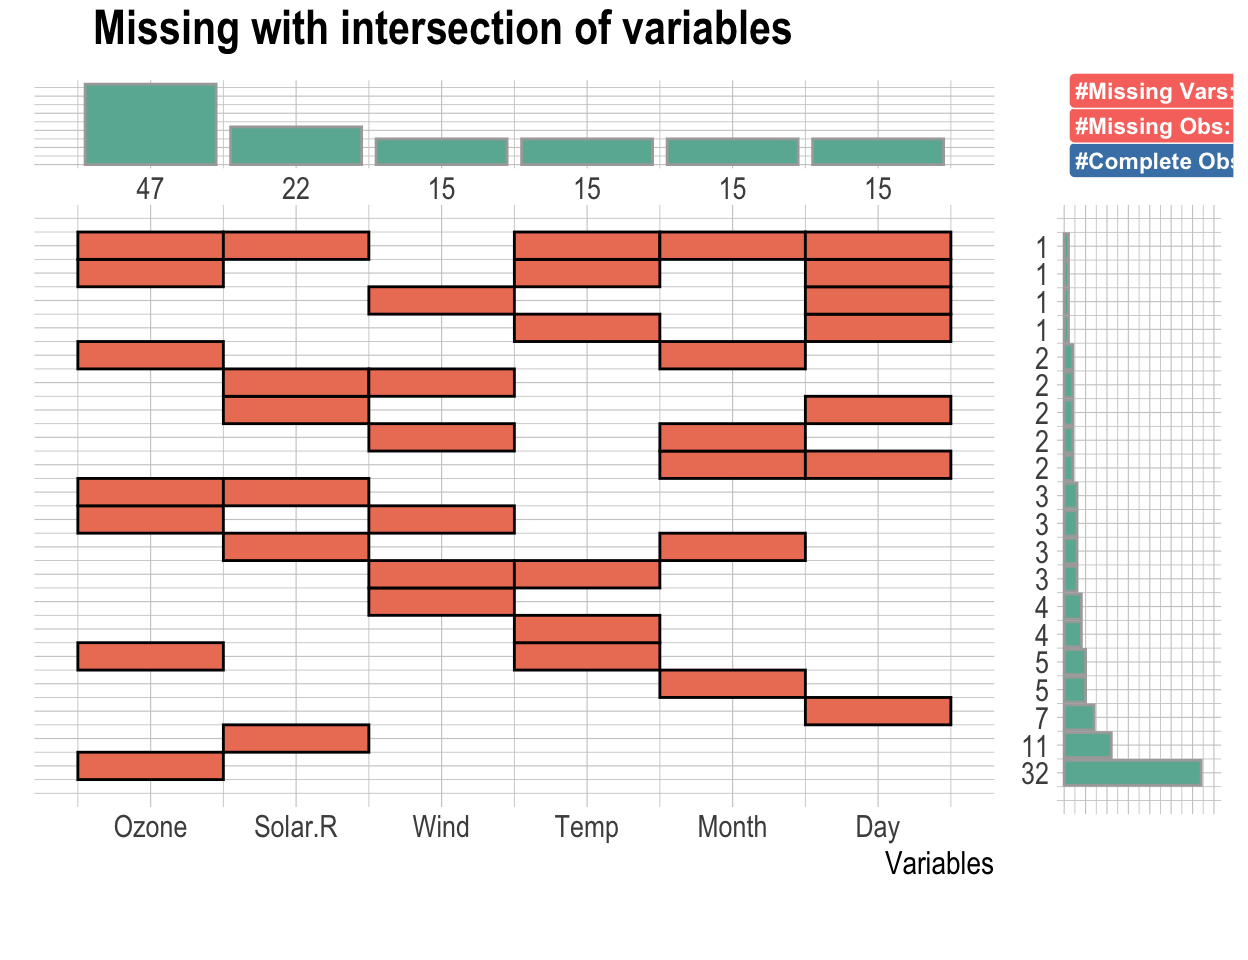 Missing with intersection of variables
#Missing Vars:
#Missing Obs:
#Complete Obs
47 22 15 15 15 15
1
1
1
1
2
2
2
2
2
3
3
3
3
4
4
5
5
7
11
32
Ozone Solar.R Wind Temp Month Day
Variables